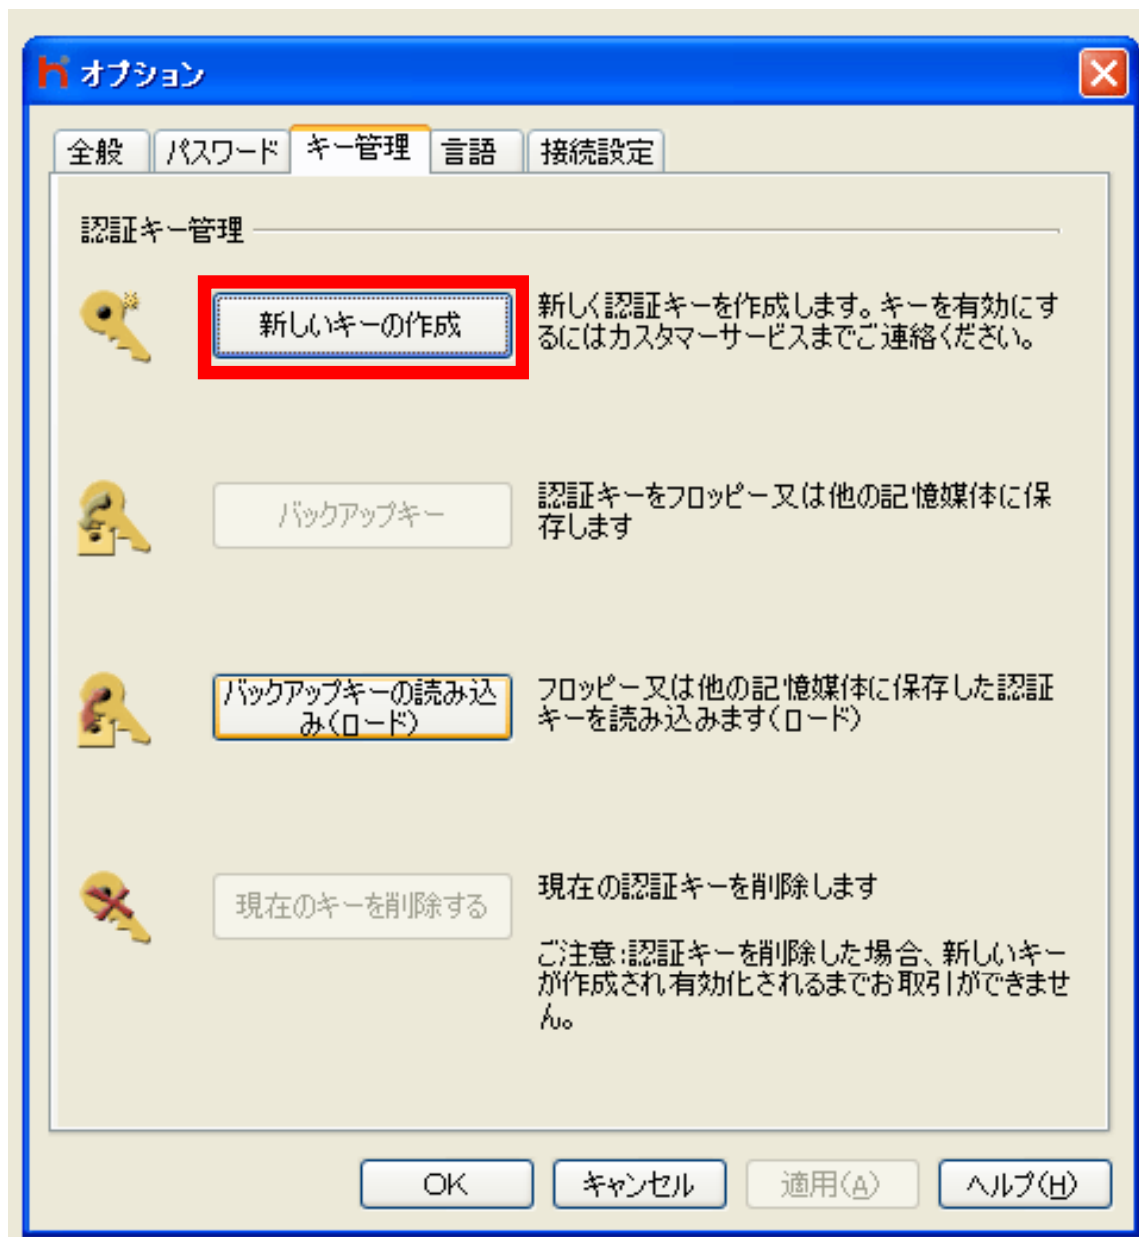 オプション
全般 パスワード キー管理 言語 接続設定
認証キー管理
新しいキーの作成
新しく認証キーを作成します。キーを有効にす
るにはカスタマーサービスまでご連絡ください。
バックアップキー
認証キーをフロッピー又は他の記憶媒体に保
存します
バックアップキーの読み込
み(ロード)
フロッピー又は他の記憶媒体に保存した認証
キーを読み込みます(ロード)
現在のキーを削除する
現在の認証キーを削除します
ご注意:認証キーを削除した場合、新しいキー
が作成され有効化されるまでお取引ができませ
ん。
OK キャンセル 適用(A) ヘルプ(H)